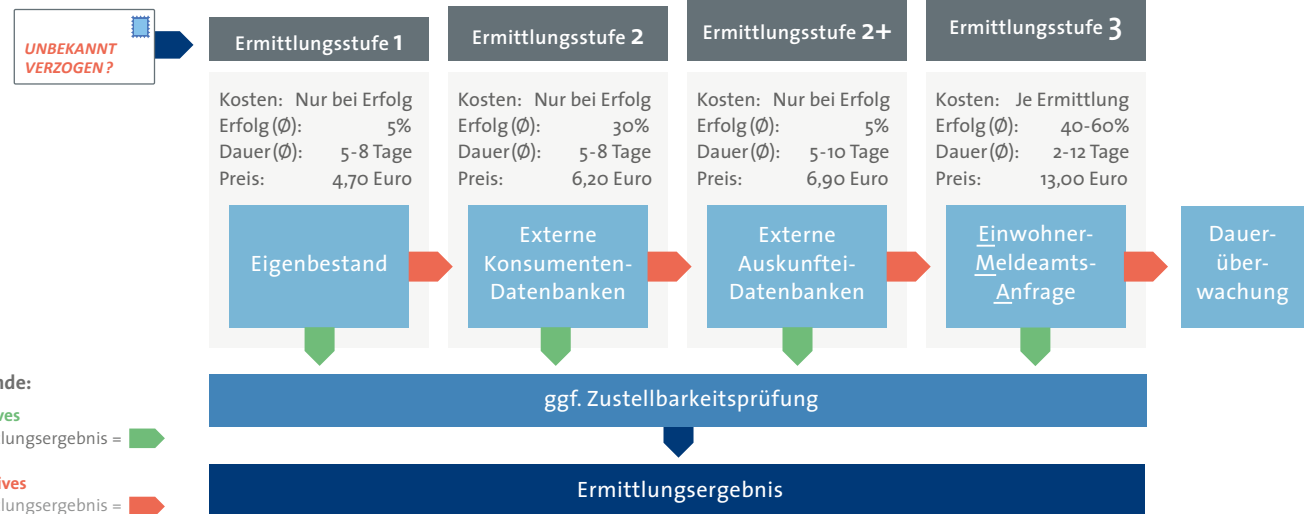 UNBEKANNT
VERZOGEN?
Ermittlungsstufe 1
Kosten: Nur bei Erfolg
Erfolg (Ø): 5%
Dauer (Ø): 5-8 Tage
Preis: 4,70 Euro
Eigenbestand
Ermittlungsstufe 2
Kosten: Nur bei Erfolg
Erfolg (Ø): 30%
Dauer (Ø): 5-8 Tage
Preis: 6,20 Euro
Externe
Konsumenten-
Datenbanken
Ermittlungsstufe 2+
Kosten: Nur bei Erfolg
Erfolg (Ø): 5%
Dauer (Ø): 5-10 Tage
Preis: 6,90 Euro
Externe
Auskunftei-
Datenbanken
Ermittlungsstufe 3
Kosten: Je Ermittlung
Erfolg (Ø): 40-60%
Dauer (Ø): 2-12 Tage
Preis: 13,00 Euro
Einwohner-
Meldeamts-
Anfrage
Dauer-
über-
wachung
nde:
ves
lungsergebnis =
ives
lungsergebnis =
ggf. Zustellbarkeitsprüfung
Ermittlungsergebnis